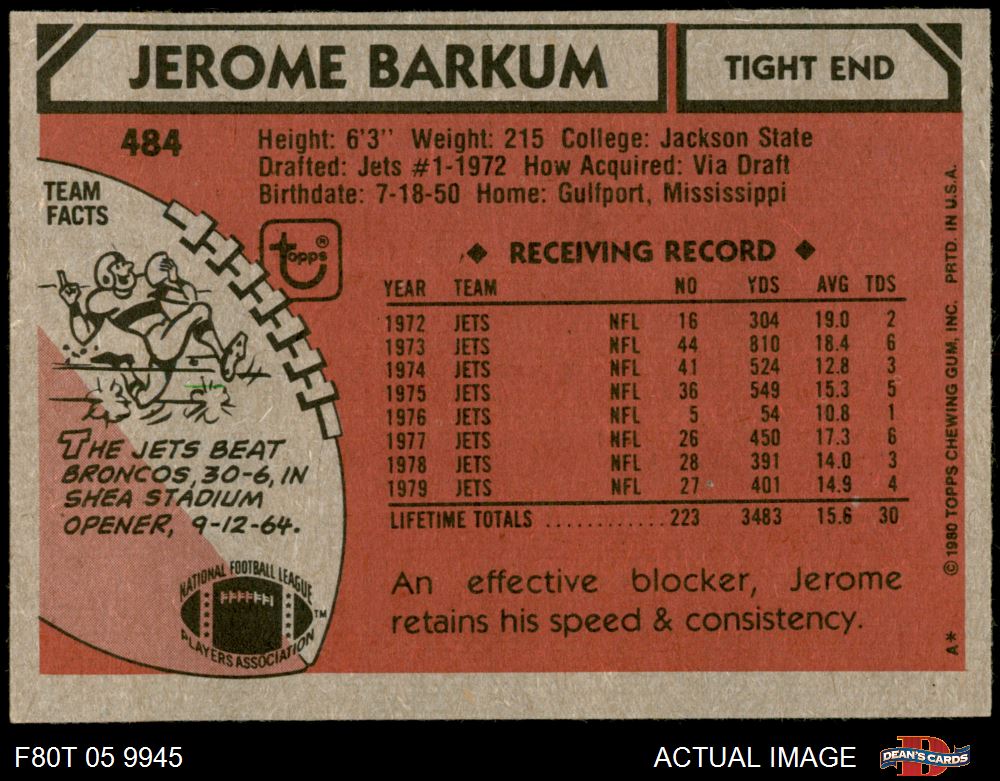 JEROME BARKUM
TIGHT END
484
Height: 6'3" Weight: 215 College: Jackson State
Drafted: Jets #1-1972 How Acquired: Via Draft
Birthdate: 7-18-50 Home: Gulfport, Mississippi
TEAM
FACTS
topps®
◆ RECEIVING RECORD ◆
YEAR TEAM NO YDS AVG TDS
1972 JETS NFL 16 304 19.0 2
1973 JETS NFL 44 810 18.4 6
1974 JETS NFL 41 524 12.8 3
1975 JETS NFL 36 549 15.3 5
1976 JETS NFL 5 54 10.8 1
1977 JETS NFL 26 450 17.3 6
1978 JETS NFL 28 391 14.0 3
1979 JETS NFL 27 401 14.9 4
LIFETIME TOTALS ............ 223 3483 15.6 30
THE JETS BEAT
BRONCOS, 30-6, IN
SHEA STADIUM
OPENER, 9-12-64.
NATIONAL FOOTBALL LEAGUE
PLAYERS ASSOCIATION
TM
An effective blocker, Jerome
retains his speed & consistency.
A* © 1980 TOPPS CHEWING GUM, INC. PRTD. IN U.S.A.
F80T 05 9945
ACTUAL IMAGE
D
DEAN'S CARDS